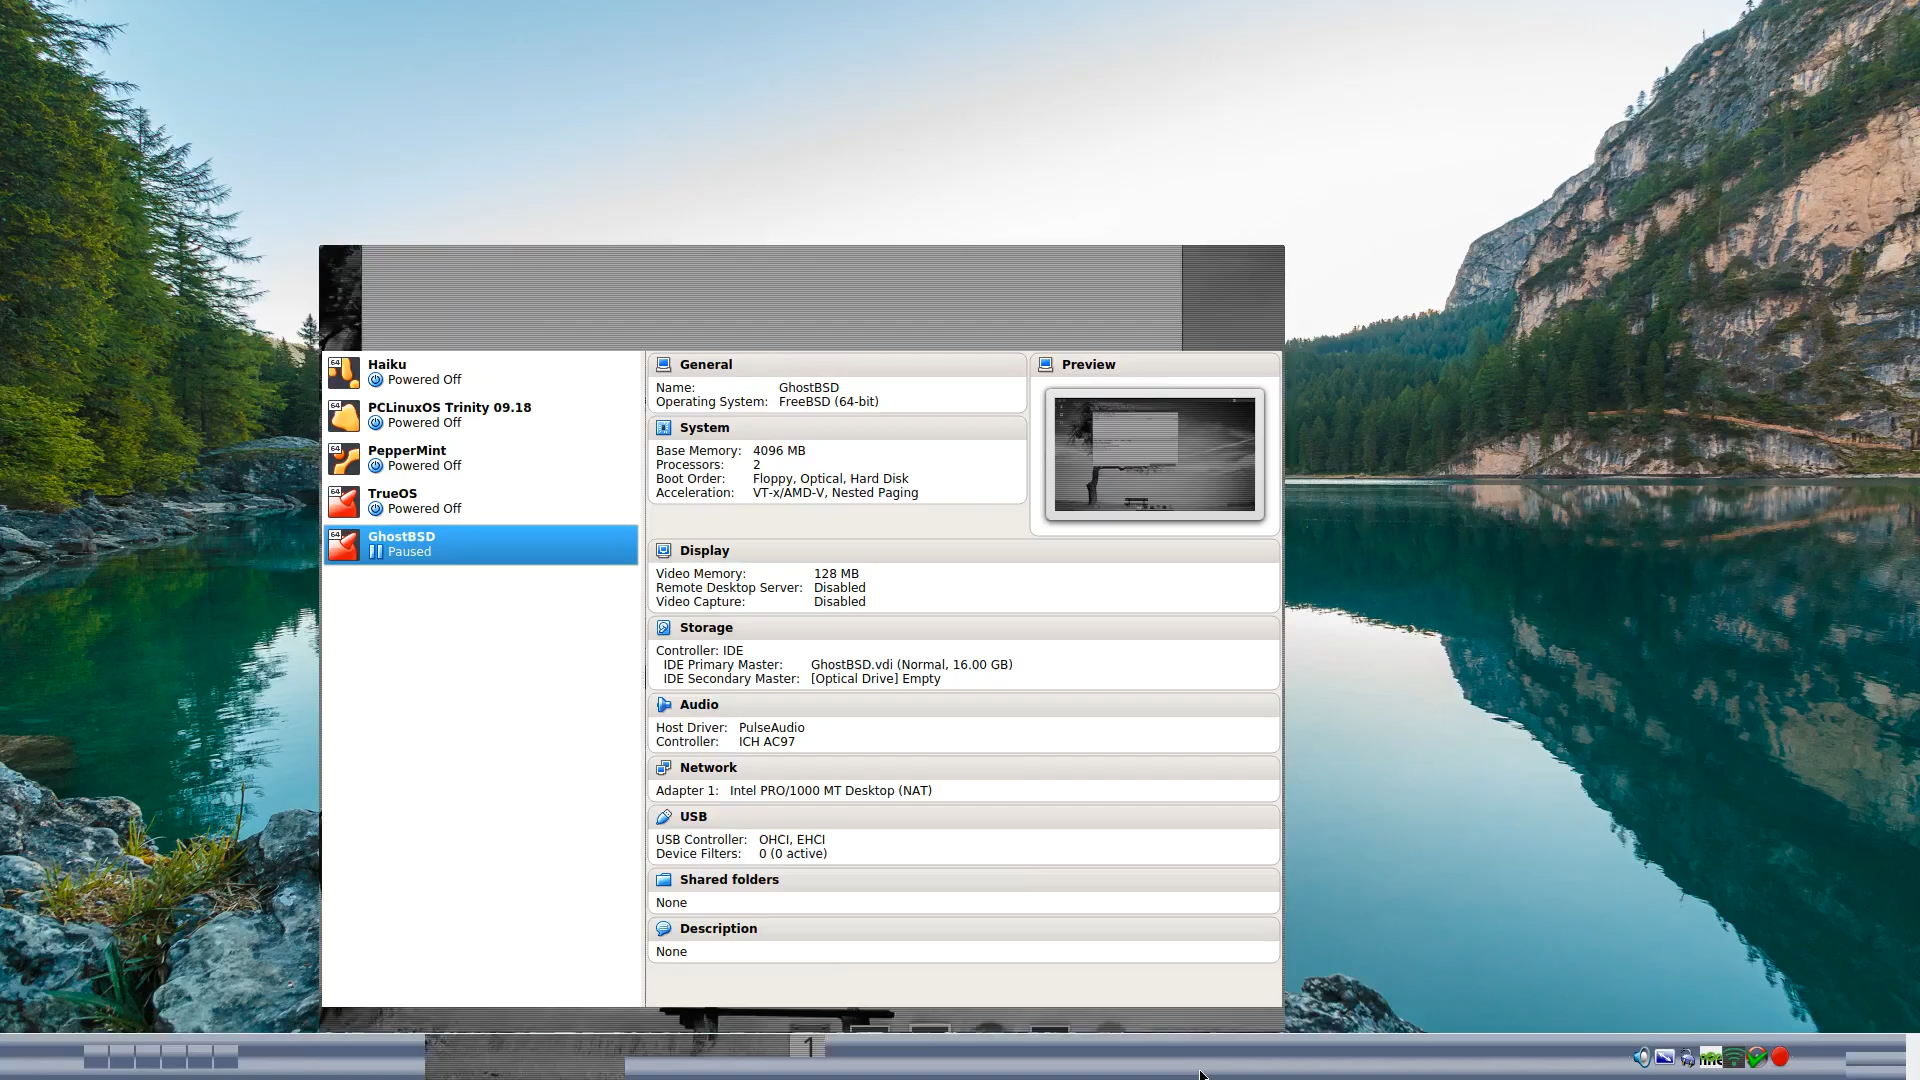 64
Haiku
Powered Off
64
PCLinuxOS Trinity 09.18
Powered Off
64
PepperMint
Powered Off
64
TrueOS
Powered Off
64
GhostBSD
Paused
General
Name: GhostBSD
Operating System: FreeBSD (64-bit)
System
Base Memory: 4096 MB
Processors: 2
Boot Order: Floppy, Optical, Hard Disk
Acceleration: VT-x/AMD-V, Nested Paging
Preview
Display
Video Memory: 128 MB
Remote Desktop Server: Disabled
Video Capture: Disabled
Storage
Controller: IDE
IDE Primary Master: GhostBSD.vdi (Normal, 16.00 GB)
IDE Secondary Master: [Optical Drive] Empty
Audio
Host Driver: PulseAudio
Controller: ICH AC97
Network
Adapter 1: Intel PRO/1000 MT Desktop (NAT)
USB
USB Controller: OHCI, EHCI
Device Filters: 0 (0 active)
Shared folders
None
Description
None
1